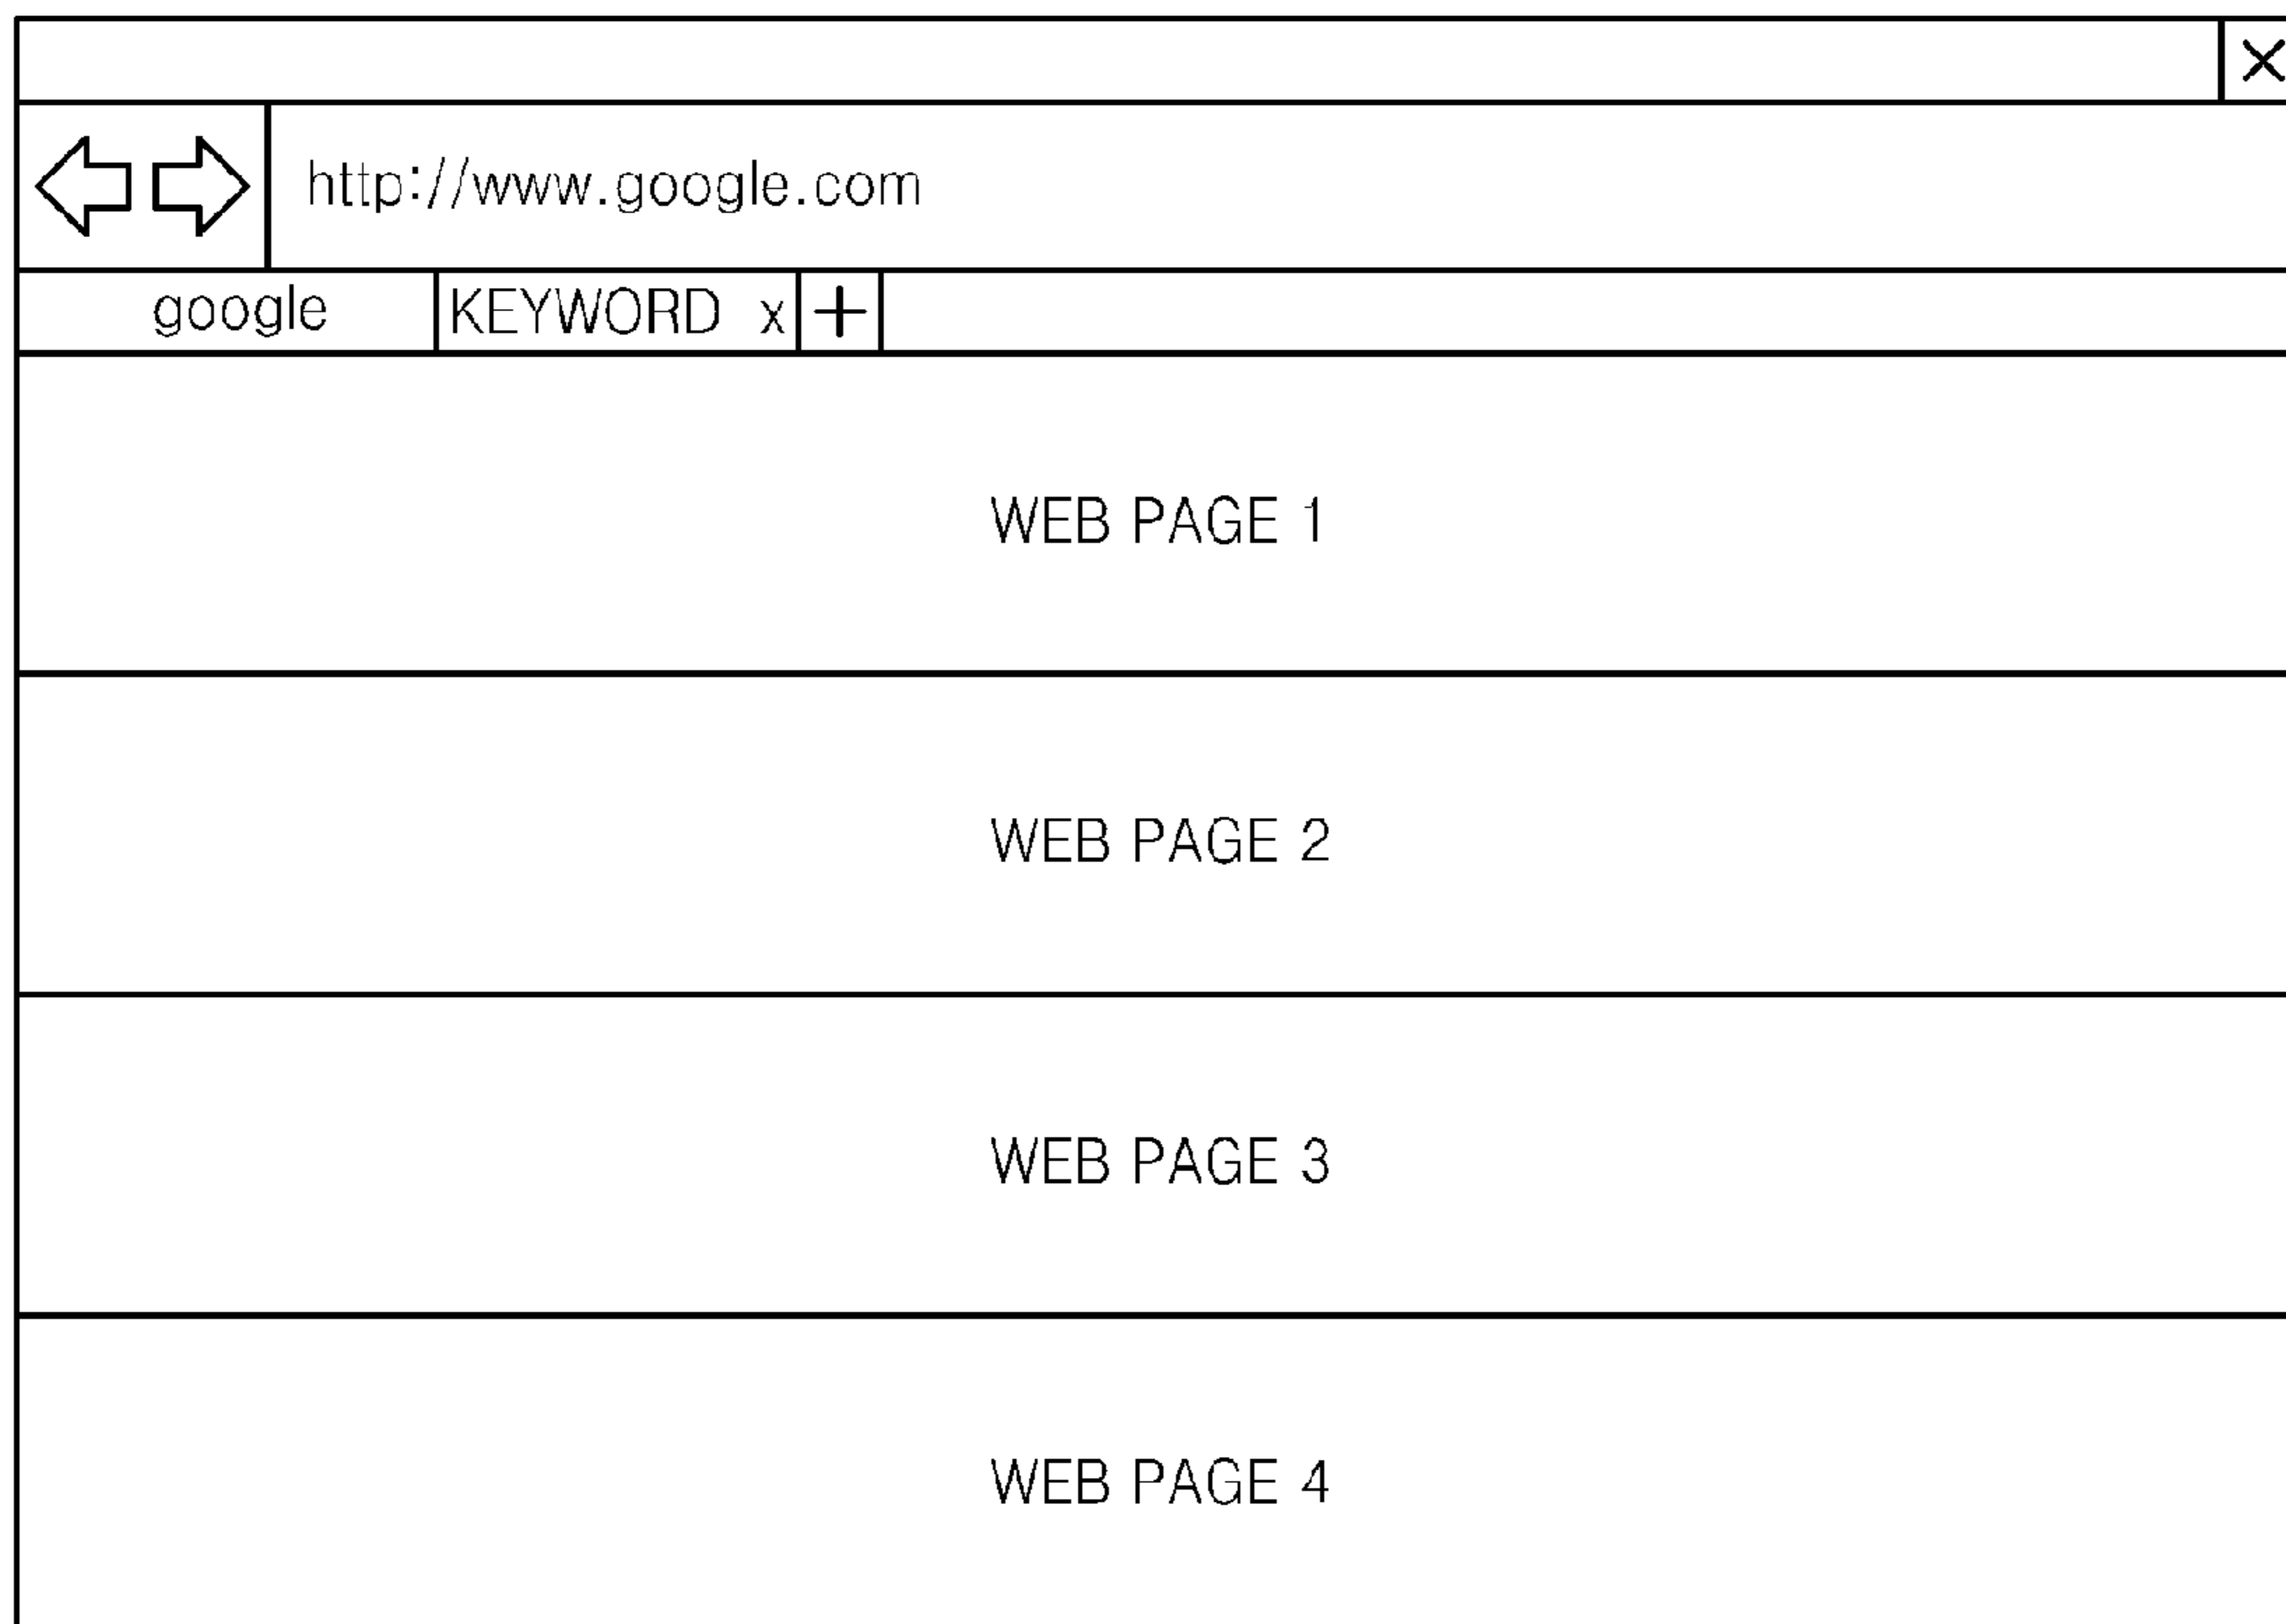 ×
http://www.google.com
google KEYWORD x +
WEB PAGE 1
WEB PAGE 2
WEB PAGE 3
WEB PAGE 4